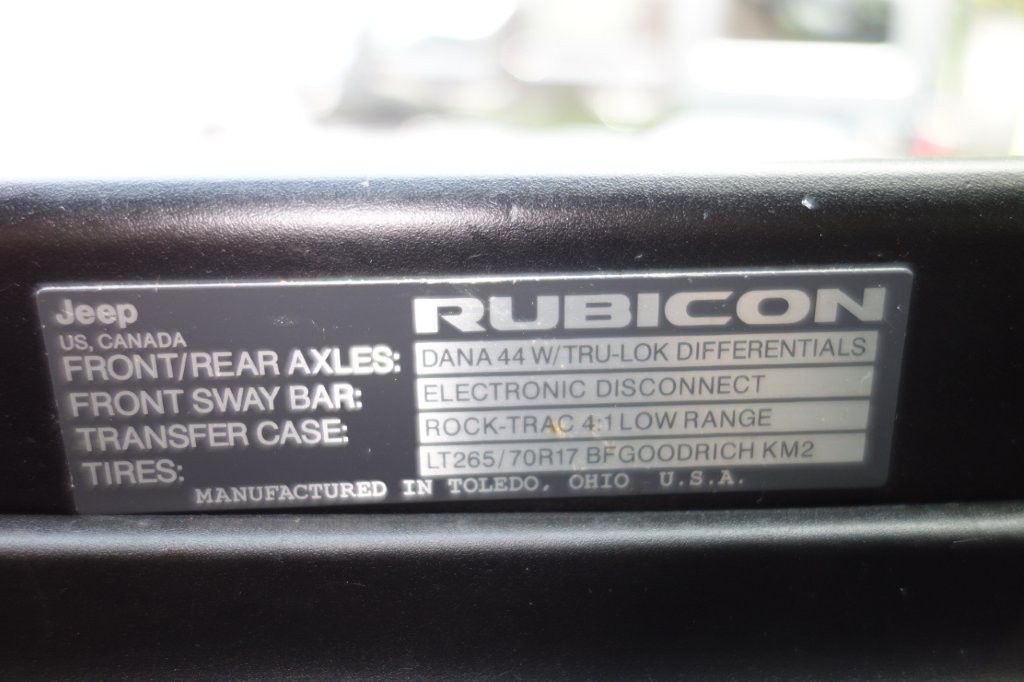 Jeep RUBICON
US, CANADA
FRONT/REAR AXLES: DANA 44 W/TRU-LOK DIFFERENTIALS
FRONT SWAY BAR: ELECTRONIC DISCONNECT
TRANSFER CASE: ROCK-TRAC 4:1 LOW RANGE
TIRES: LT265/70R17 BFGOODRICH KM2
MANUFACTURED IN TOLEDO, OHIO U.S.A.